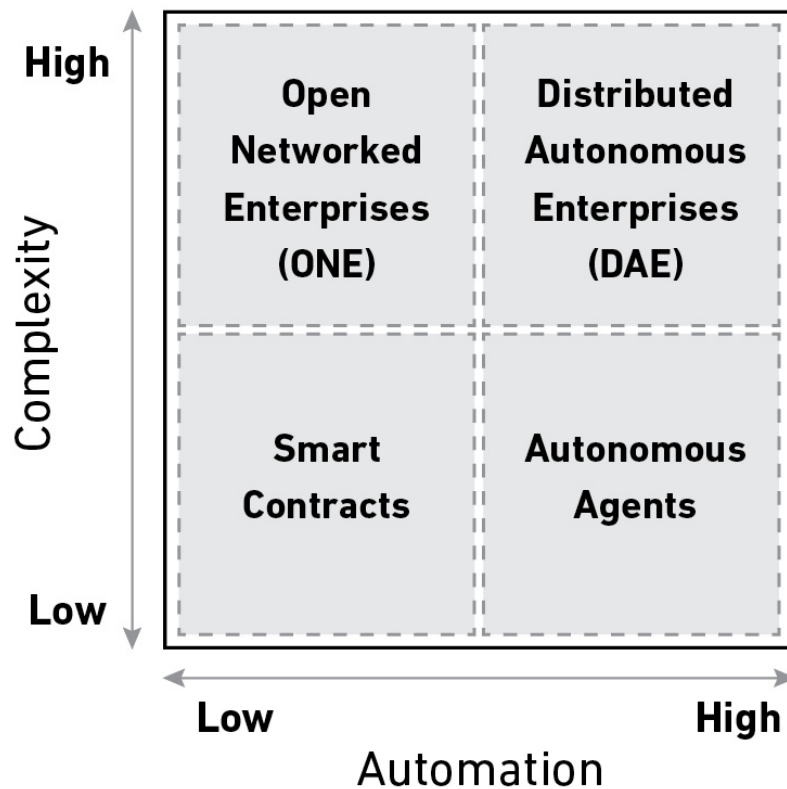 High
Open
Networked
Enterprises
(ONE)
Distributed
Autonomous
Enterprises
(DAE)
Complexity
Smart
Contracts
Autonomous
Agents
Low
Low
High
Automation